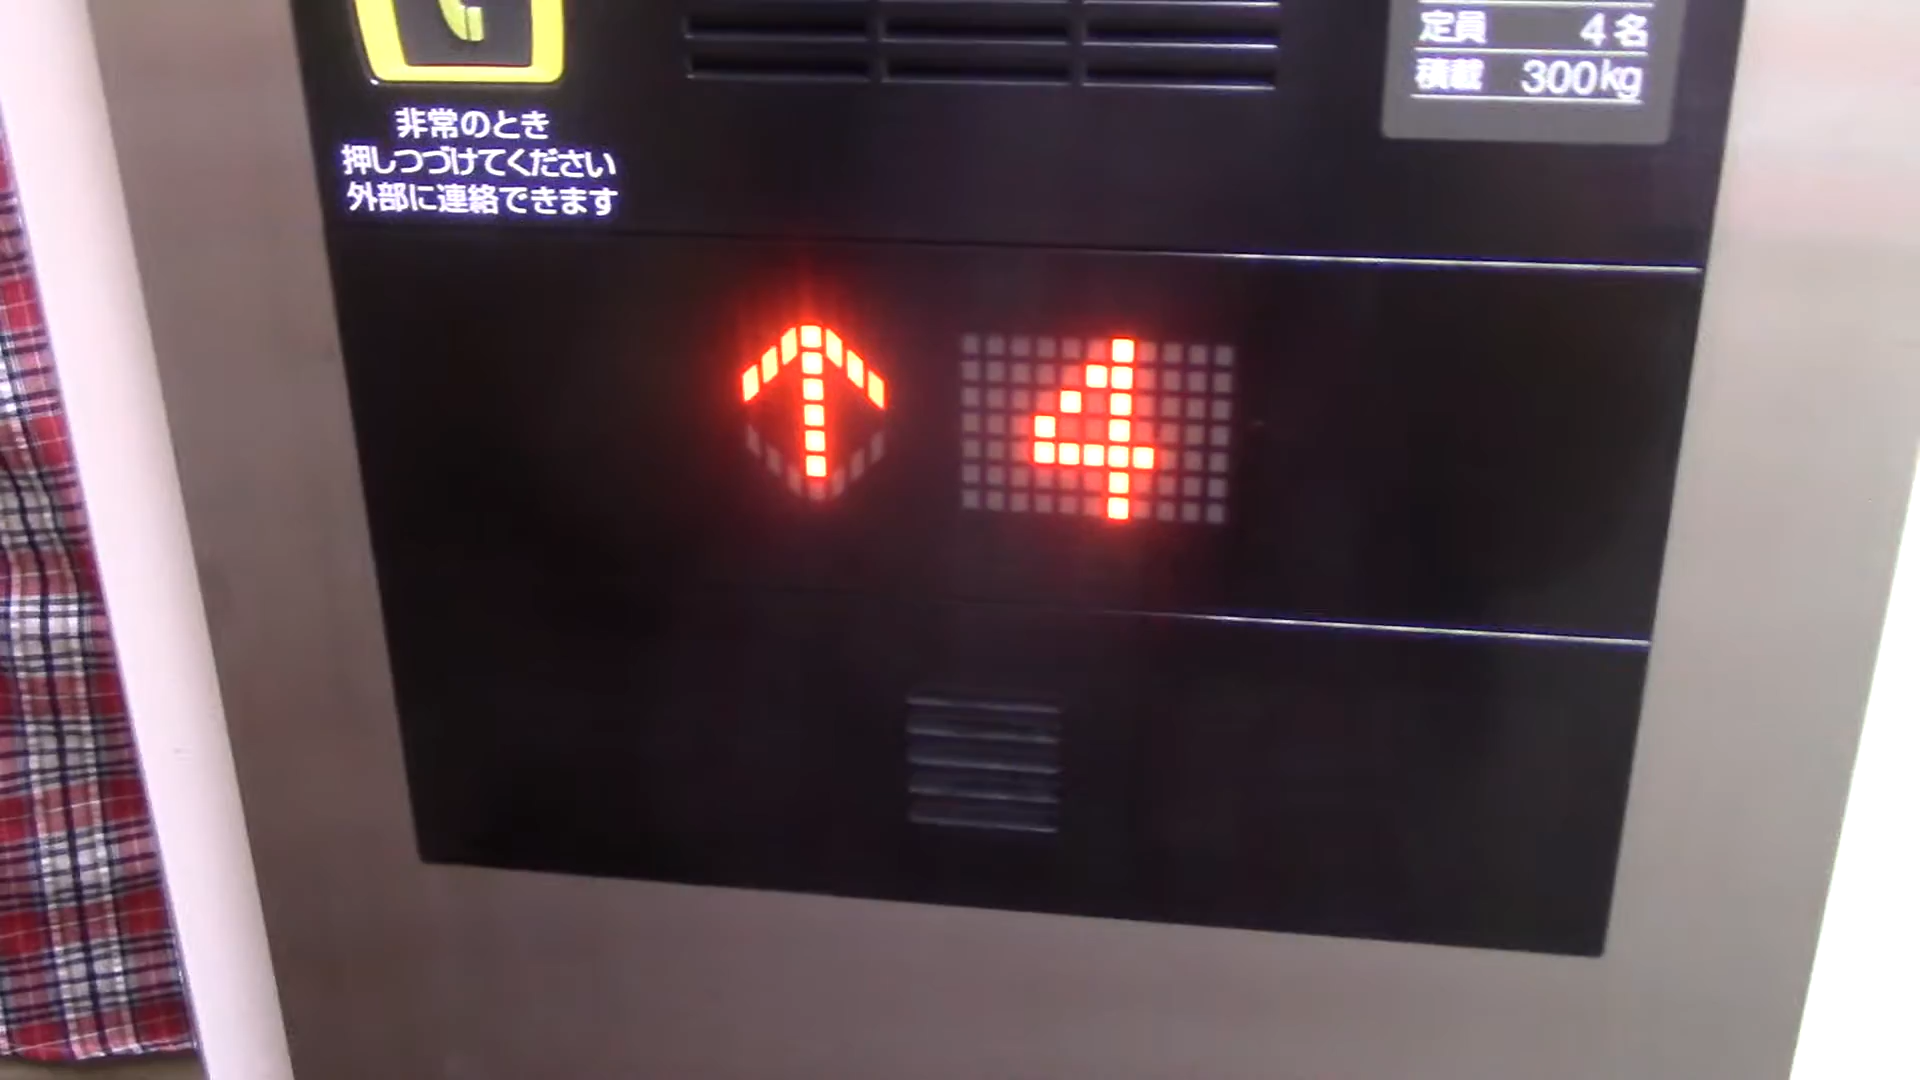 定員 4名
積載 300kg
非常のとき
押しつづけてください
外部に連絡できます
↑ 4